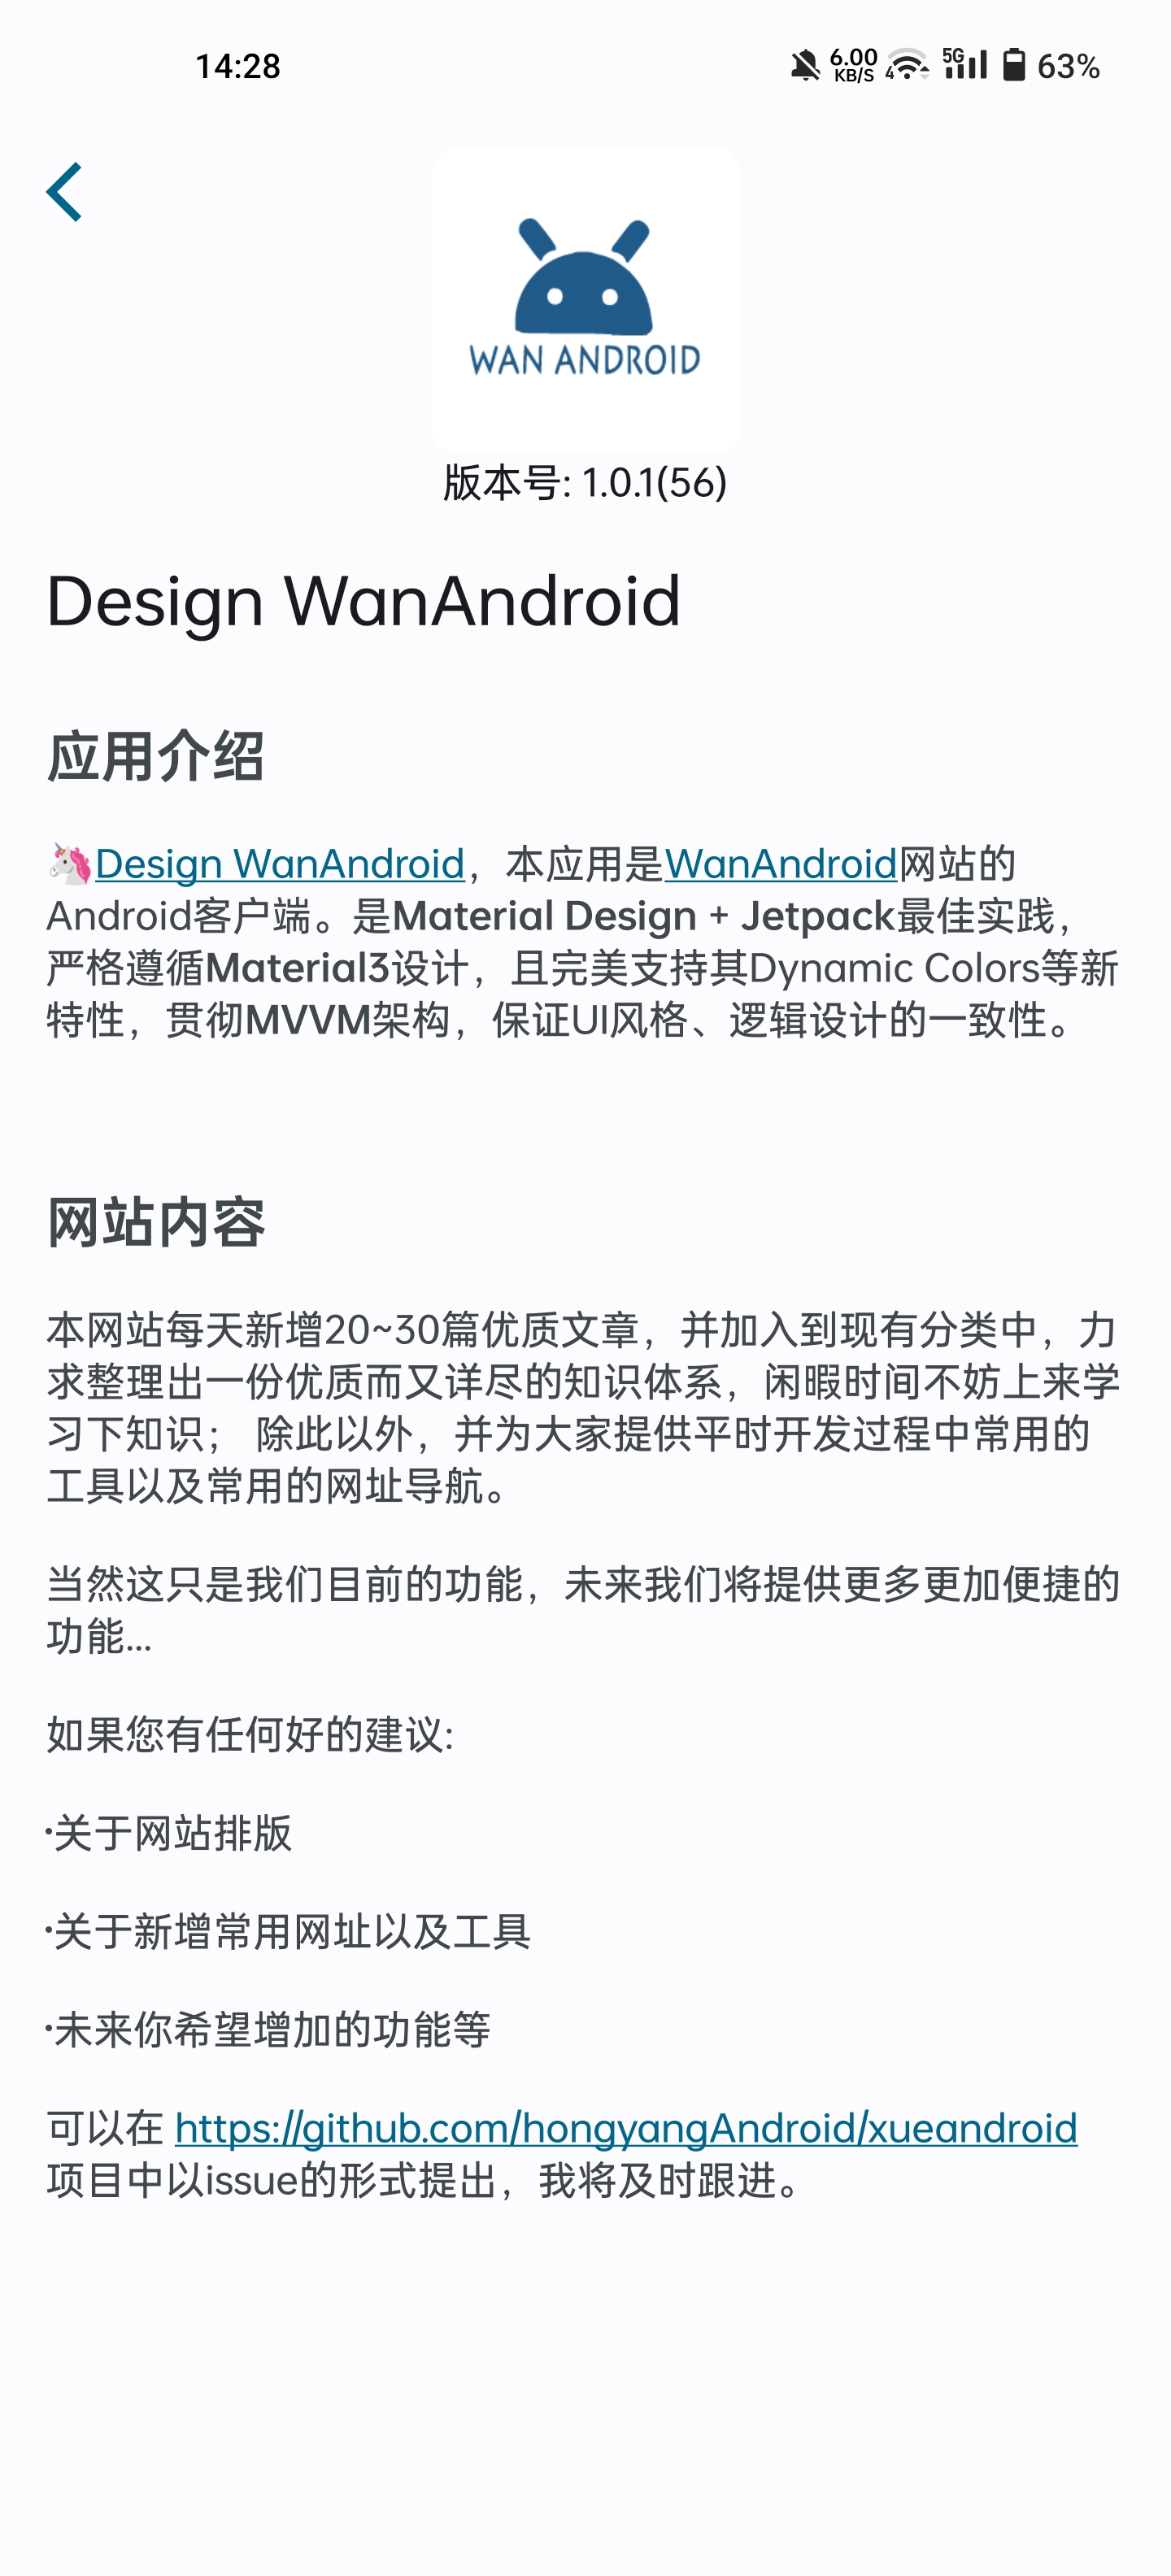 14:28
6.00
KB/S
4
5G
63%
WAN ANDROID
版本号: 1.0.1(56)
Design WanAndroid
应用介绍
🦄Design WanAndroid，本应用是WanAndroid网站的
Android客户端。是Material Design + Jetpack最佳实践，
严格遵循Material3设计，且完美支持其Dynamic Colors等新
特性，贯彻MVVM架构，保证UI风格、逻辑设计的一致性。
网站内容
本网站每天新增20~30篇优质文章，并加入到现有分类中，力
求整理出一份优质而又详尽的知识体系，闲暇时间不妨上来学
习下知识； 除此以外，并为大家提供平时开发过程中常用的
工具以及常用的网址导航。
当然这只是我们目前的功能，未来我们将提供更多更加便捷的
功能...
如果您有任何好的建议:
·关于网站排版
·关于新增常用网址以及工具
·未来你希望增加的功能等
可以在 https://github.com/hongyangAndroid/xueandroid
项目中以issue的形式提出，我将及时跟进。